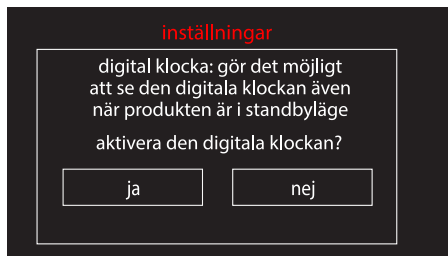 inställningar
digital klocka: gör det möjligt
att se den digitala klockan även
när produkten är i standbyläge
aktivera den digitala klockan?
ja
nej